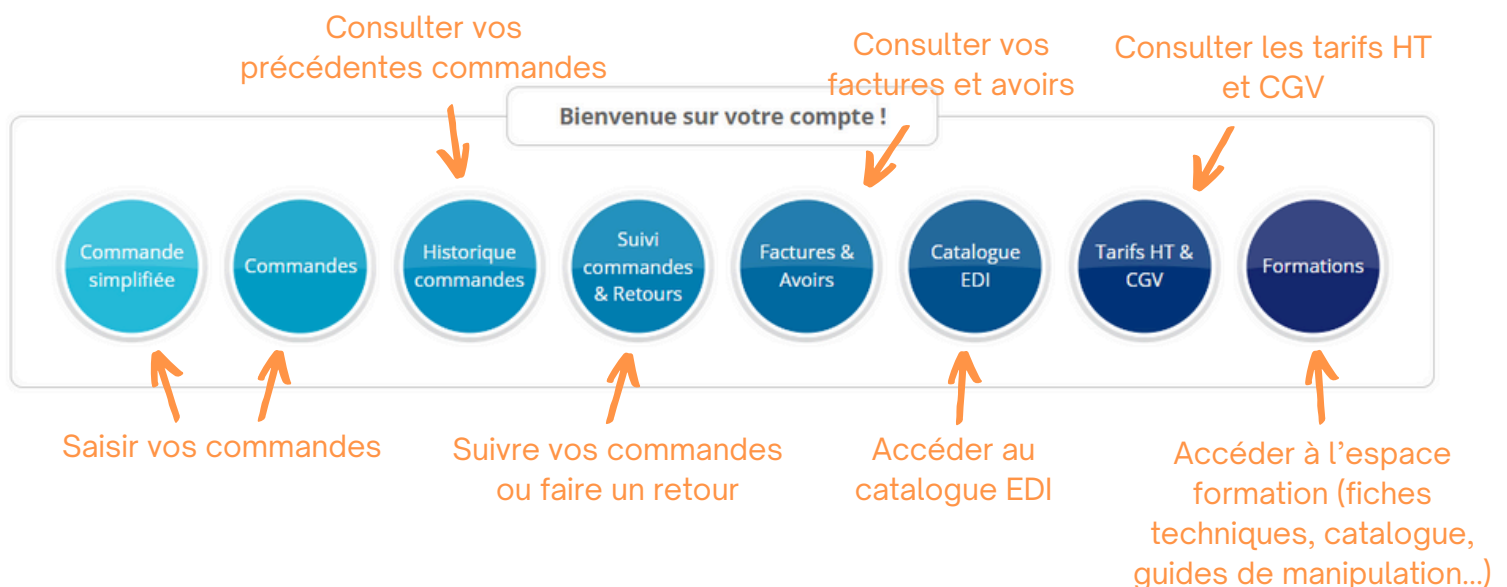 Consulter vos
précédentes commandes
Consulter vos
factures et avoirs
Consulter les tarifs HT
et CGV
Bienvenue sur votre compte !
Commande
simplifiée
Commandes
Historique
commandes
Suivi
commandes
& Retours
Factures &
Avoirs
Catalogue
EDI
Tarifs HT &
CGV
Formations
Saisir vos commandes
Suivre vos commandes
ou faire un retour
Accéder au
catalogue EDI
Accéder à l’espace
formation (fiches
techniques, catalogue,
guides de manipulation...)